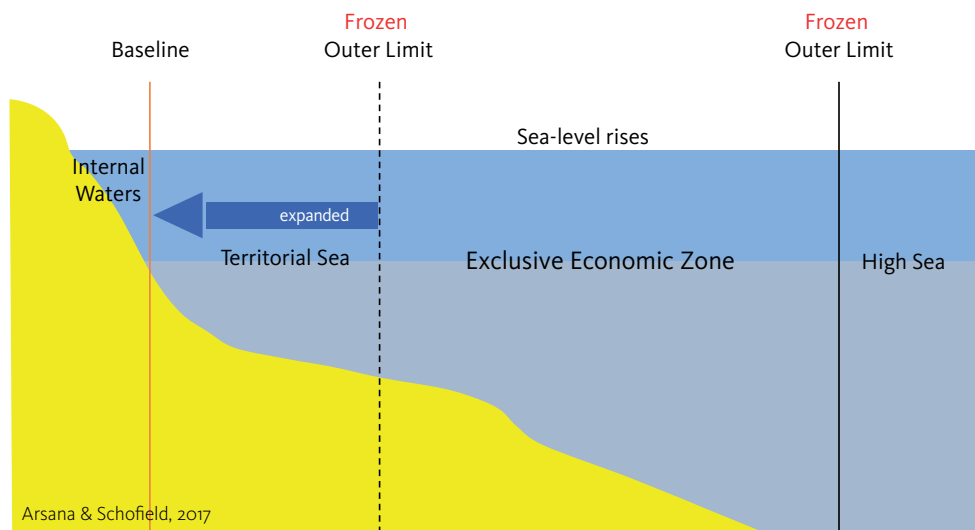 Frozen
Frozen
Baseline
Outer Limit
Outer Limit
Sea-level rises
Internal
Waters
expanded
Territorial Sea
Exclusive Economic Zone
High Sea
Arsana & Schofield, 2017